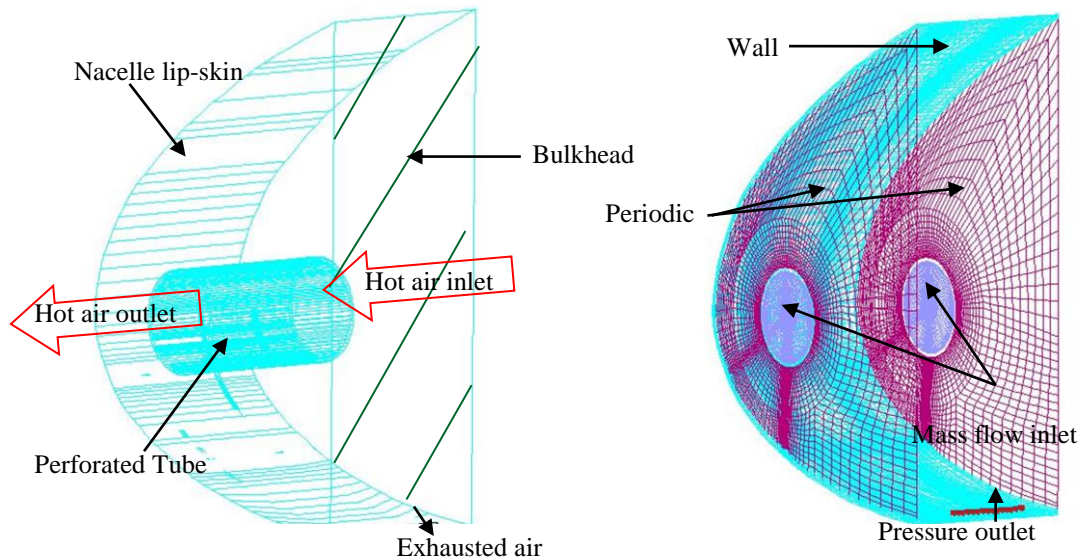 Nacelle lip-skin
Bulkhead
Hot air inlet
Hot air outlet
Perforated Tube
Exhausted air
Wall
Periodic
Mass flow inlet
Pressure outlet